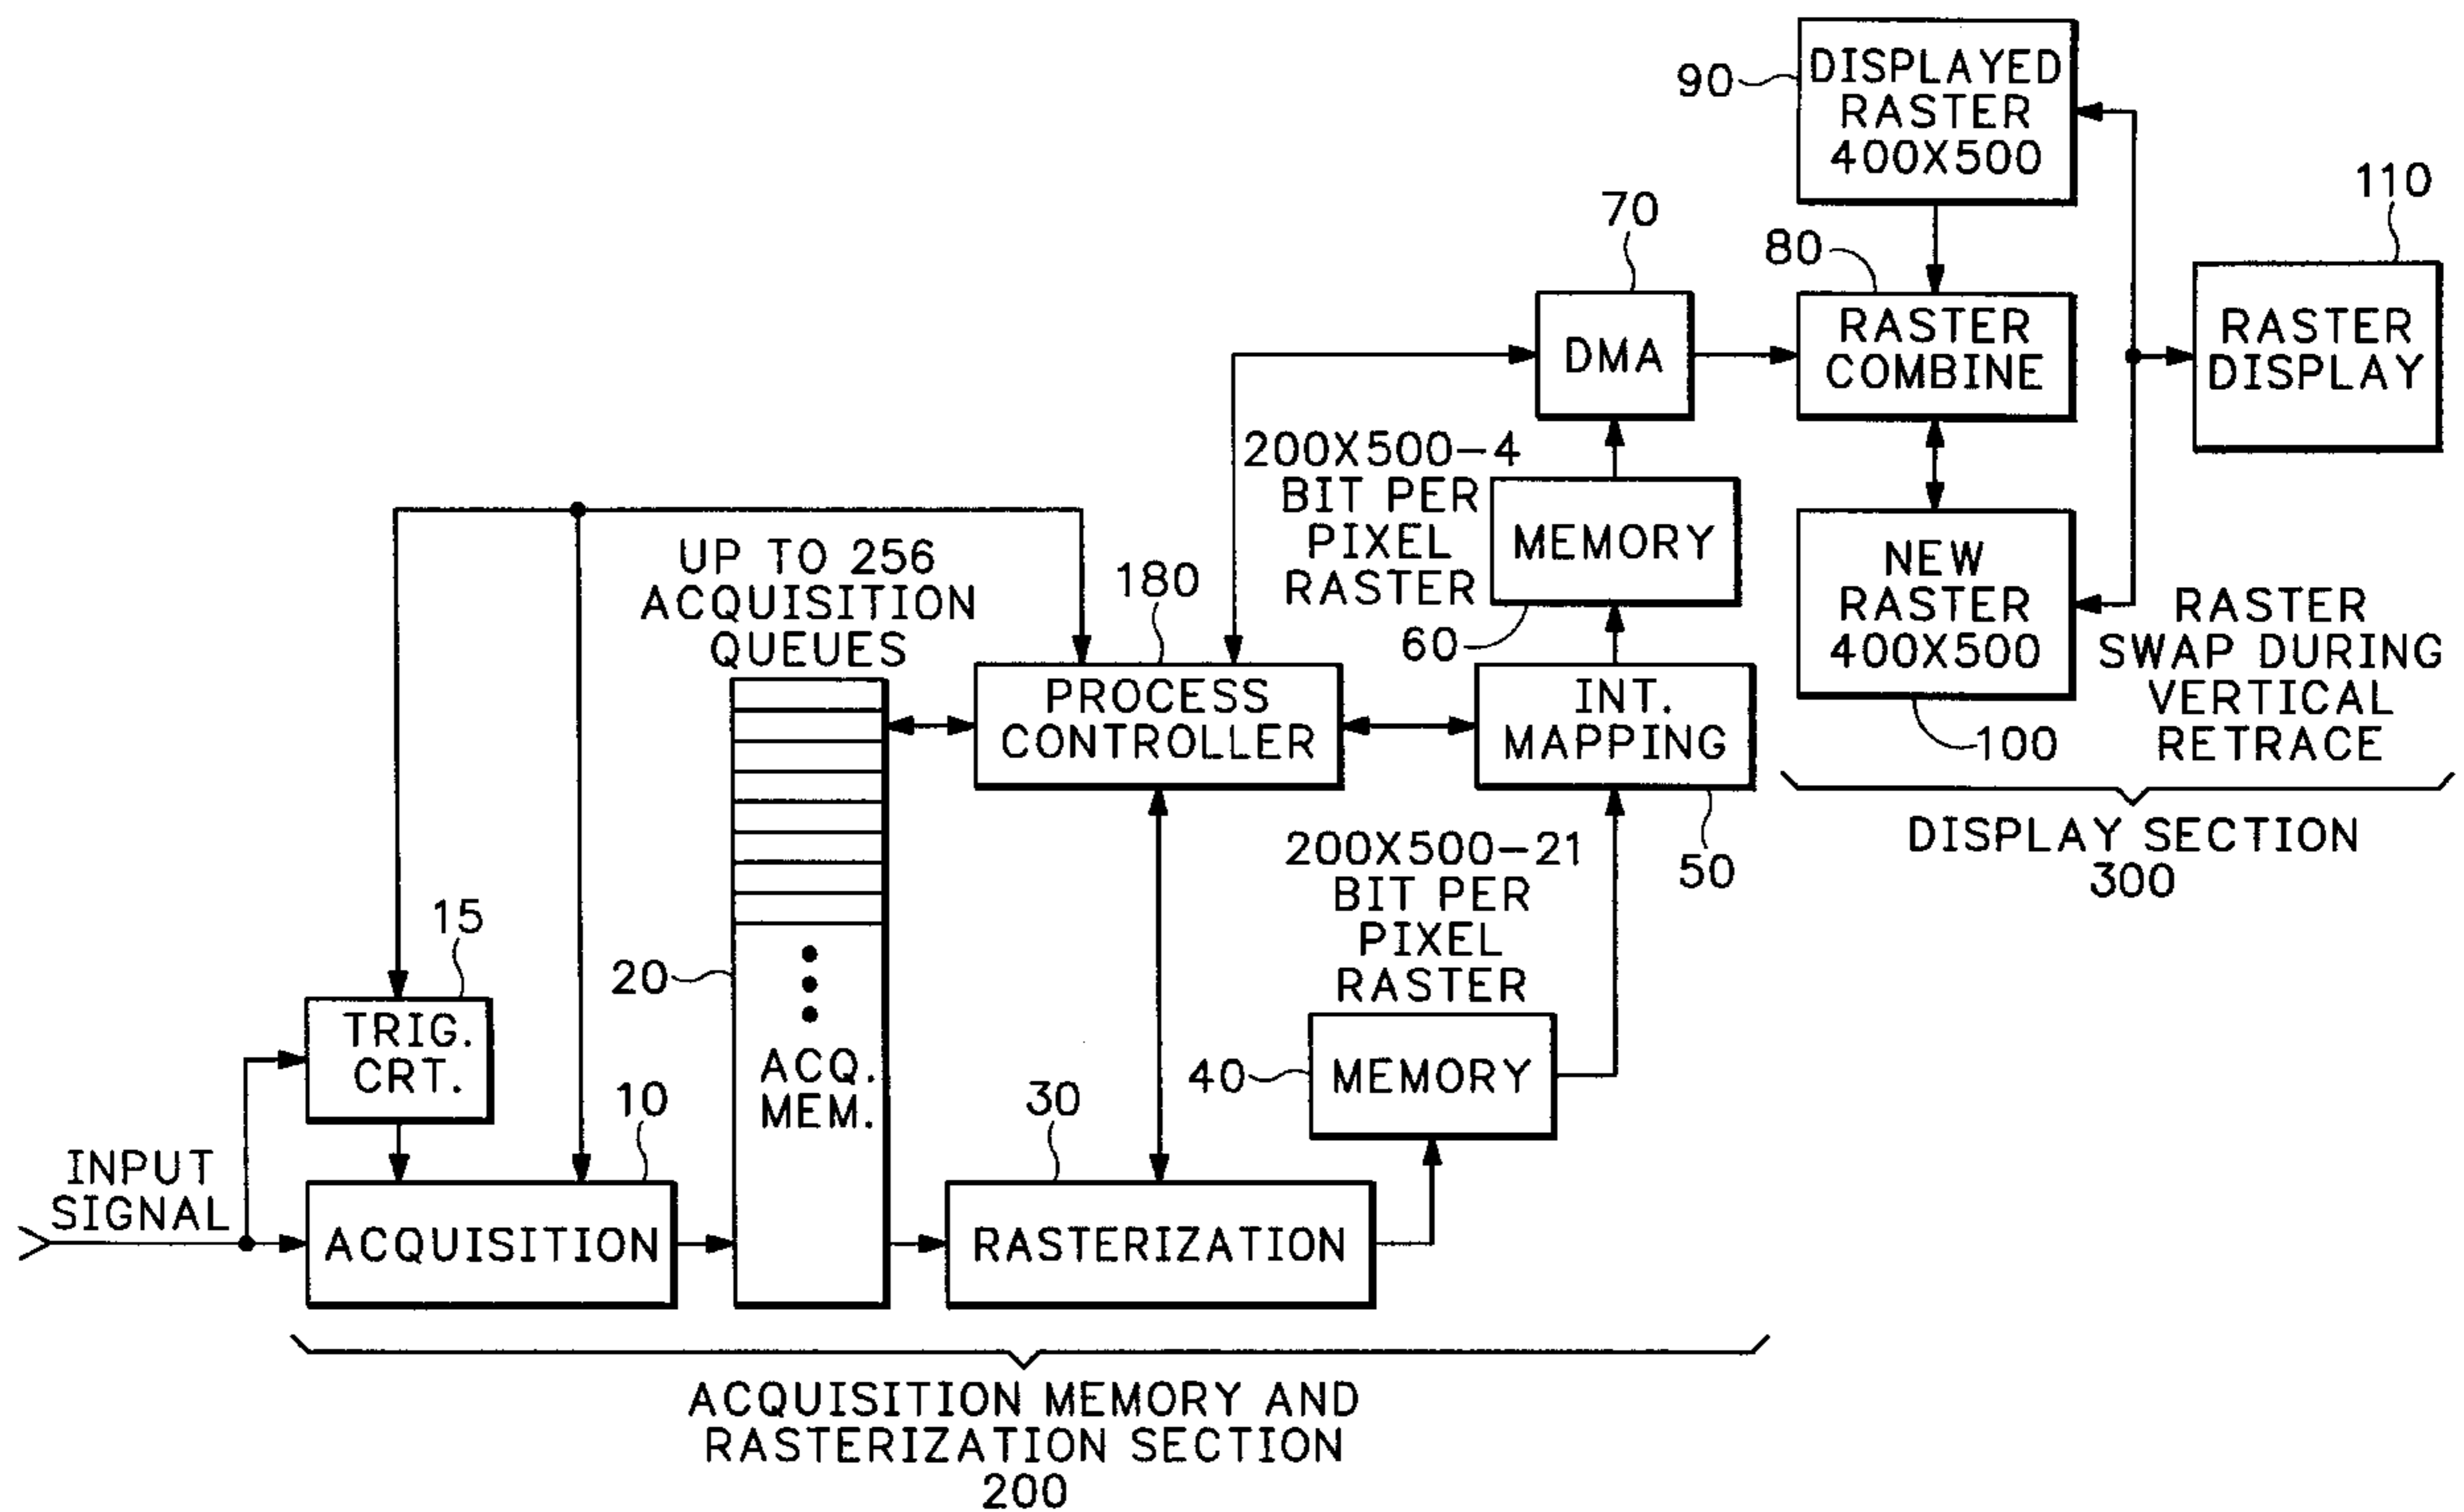 90
DISPLAYED
RASTER
400X500
110
70
80
DMA
RASTER
COMBINE
RASTER
DISPLAY
200X500-4
BIT PER
PIXEL
RASTER
MEMORY
60
NEW
RASTER
400X500
100
RASTER
SWAP DURING
VERTICAL
RETRACE
UP TO 256
ACQUISITION
QUEUES
180
PROCESS
CONTROLLER
INT.
MAPPING
50
DISPLAY SECTION
300
200X500-21
BIT PER
PIXEL
RASTER
15
20
TRIG.
CRT.
ACQ.
MEM.
40
MEMORY
10
30
INPUT
SIGNAL
ACQUISITION
RASTERIZATION
ACQUISITION MEMORY AND
RASTERIZATION SECTION
200